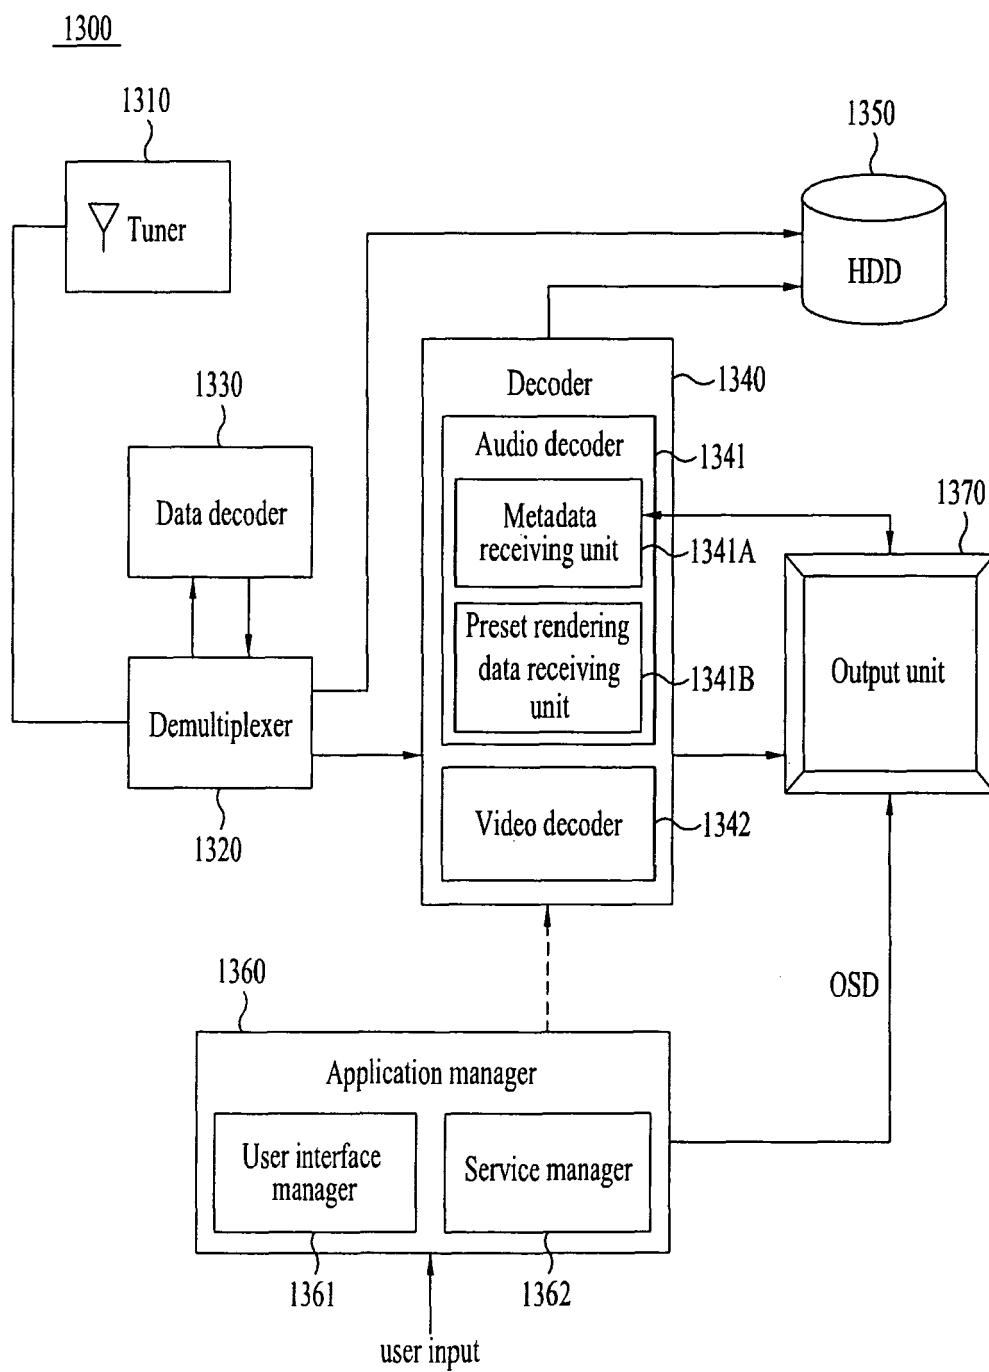 1300
1310
Tuner
1350
HDD
1330
Data decoder
Demultiplexer
1320
Decoder
1340
Audio decoder
1341
Metadata
receiving unit
1341A
Preset rendering
data receiving
unit
1341B
Video decoder
1342
1370
Output unit
OSD
1360
Application manager
User interface
manager
Service manager
1361
1362
user input